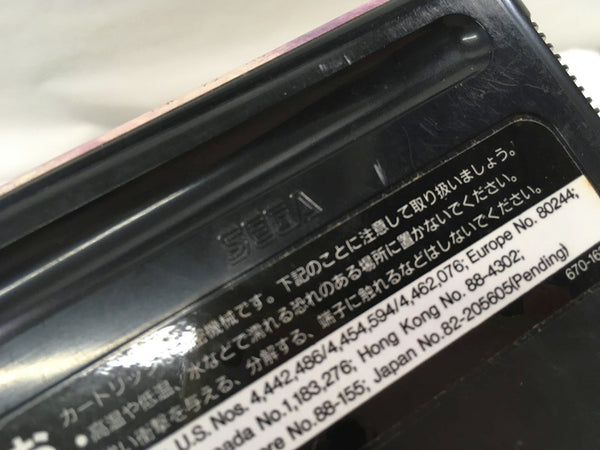 SEGA
カートリッジ
機械です。下記のことに注意して取り扱いましょう。
・高温や低温、水などで濡れる恐れのある場所に置かないでください。
衝撃を与える、分解する、端子に触れるなどはしないでください。
U.S. Nos. 4,442,486/4,454,594/4,462,076; Europe No. 80244;
No.1,183,276; Hong Kong No. 88-4302;
No. 88-155; Japan No.82-205605(Pending)